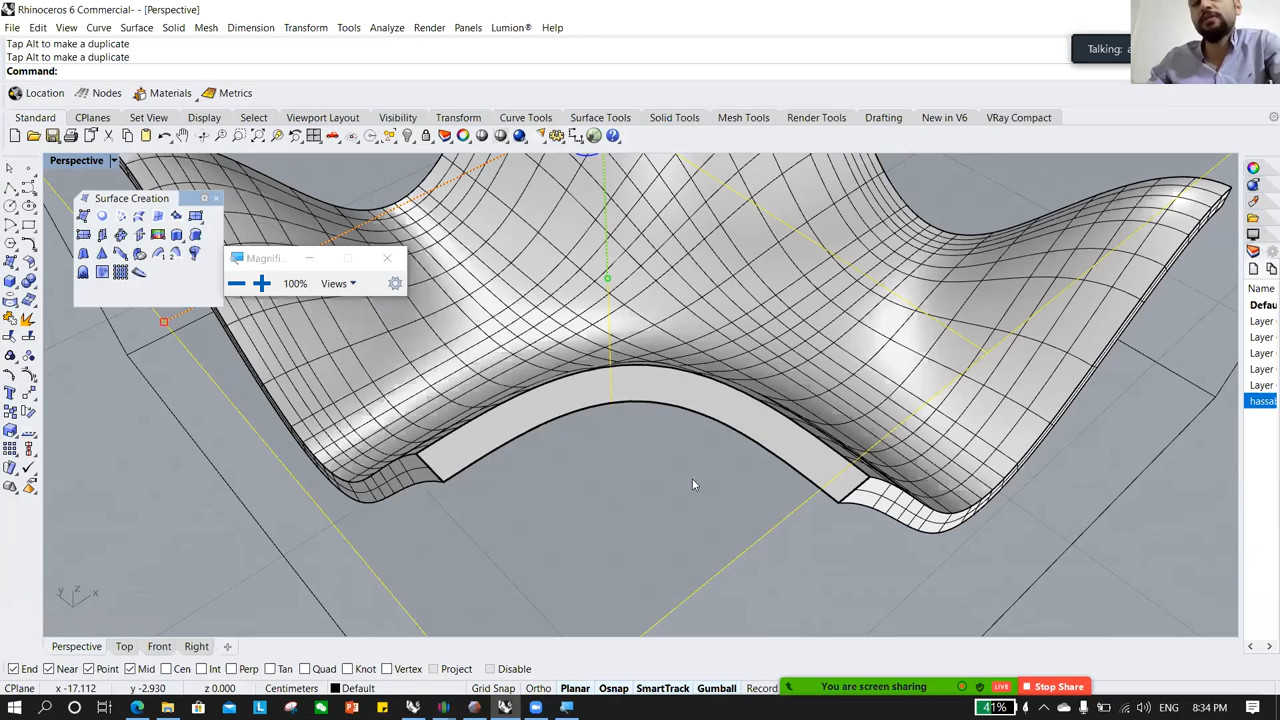 Rhinoceros 6 Commercial- - [Perspective]
File Edit View Curve Surface Solid Mesh Dimension Transform Tools Analyze Render Panels Lumion® Help
Tap Alt to make a duplicate
Tap Alt to make a duplicate
Command:
Talking: a
Location Nodes Materials Metrics
Standard CPlanes Set View Display Select Viewport Layout Visibility Transform Curve Tools Surface Tools Solid Tools Mesh Tools Render Tools Drafting New in V6 VRay Compact
Perspective
Surface Creation
Magnifi...
100% Views
Name
Defau
Layer
Layer
Layer
Layer
Layer
hassa
z
y x
Perspective Top Front Right
End Near Point Mid Cen Int Perp Tan Quad Knot Vertex Project Disable
CPlane x -17.112 y -2.930 z 0.000 Centimeters Default Grid Snap Ortho Planar Osnap SmartTrack Gumball Record
You are screen sharing LIVE Stop Share
41% ENG 8:34 PM